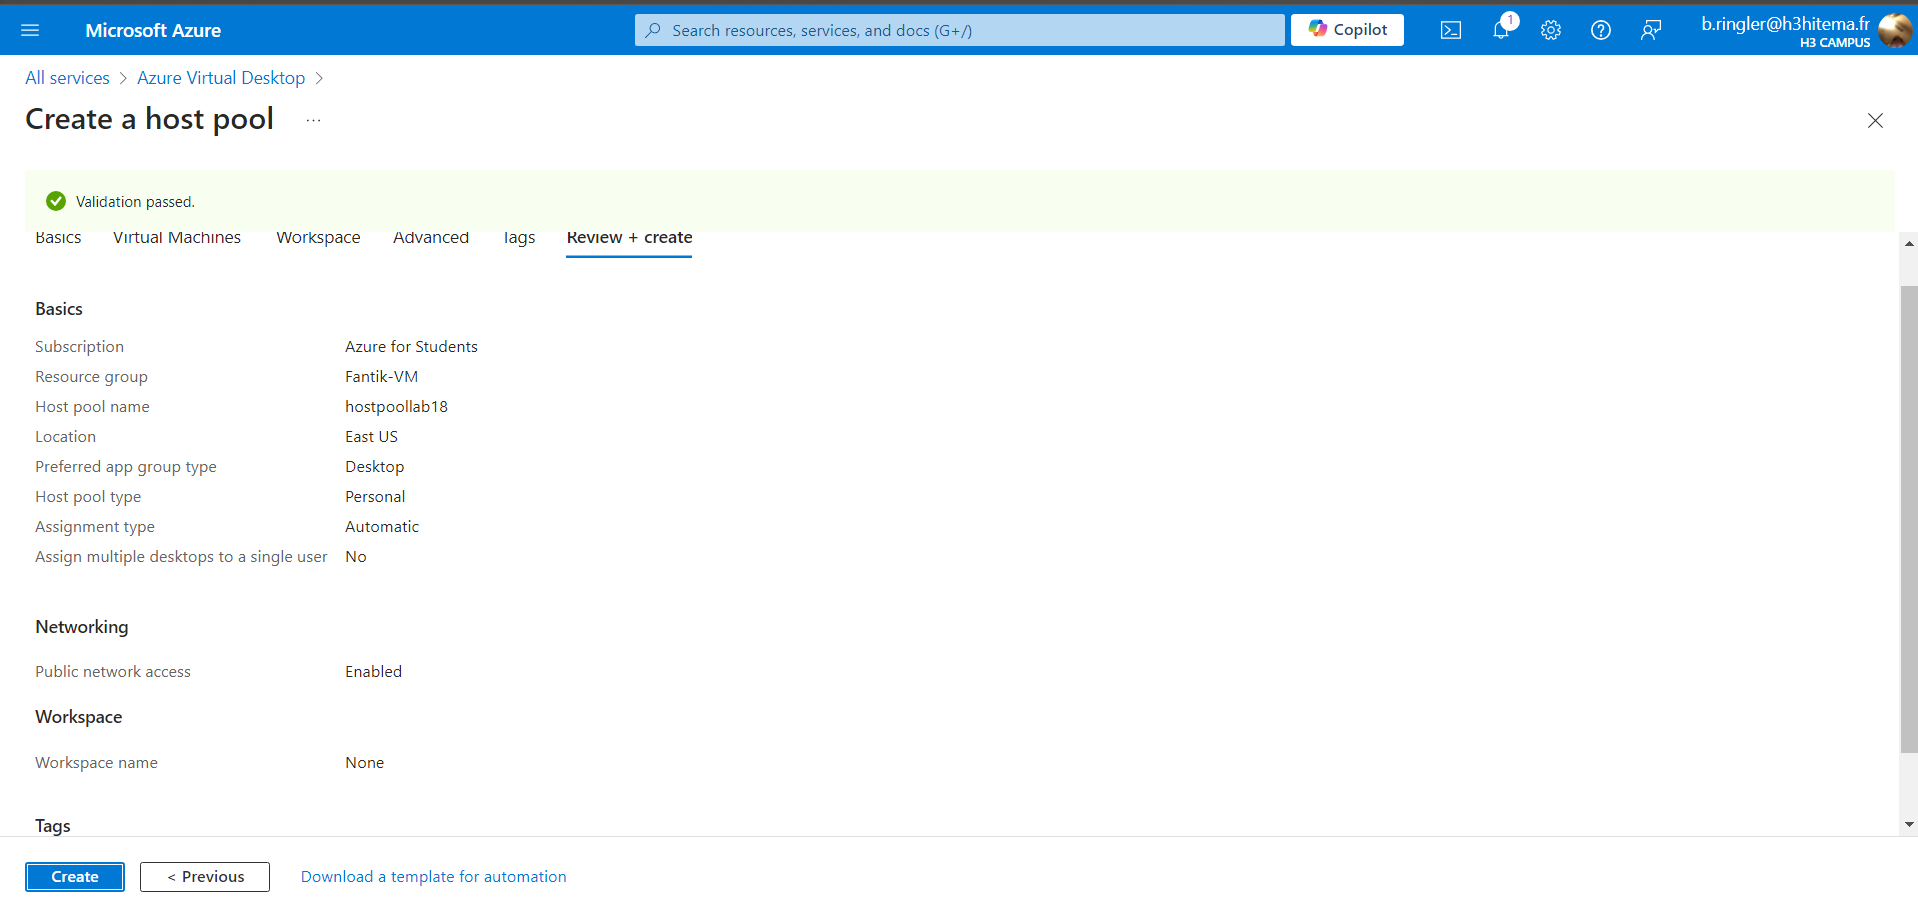 Microsoft Azure
Search resources, services, and docs (G+/)
Copilot
1
b.ringler@h3hitema.fr
H3 CAMPUS
All services > Azure Virtual Desktop >
Create a host pool ...
Validation passed.
Basics Virtual Machines Workspace Advanced Tags Review + create
Basics
Subscription Azure for Students
Resource group Fantik-VM
Host pool name hostpoollab18
Location East US
Preferred app group type Desktop
Host pool type Personal
Assignment type Automatic
Assign multiple desktops to a single user No
Networking
Public network access Enabled
Workspace
Workspace name None
Tags
Create < Previous Download a template for automation